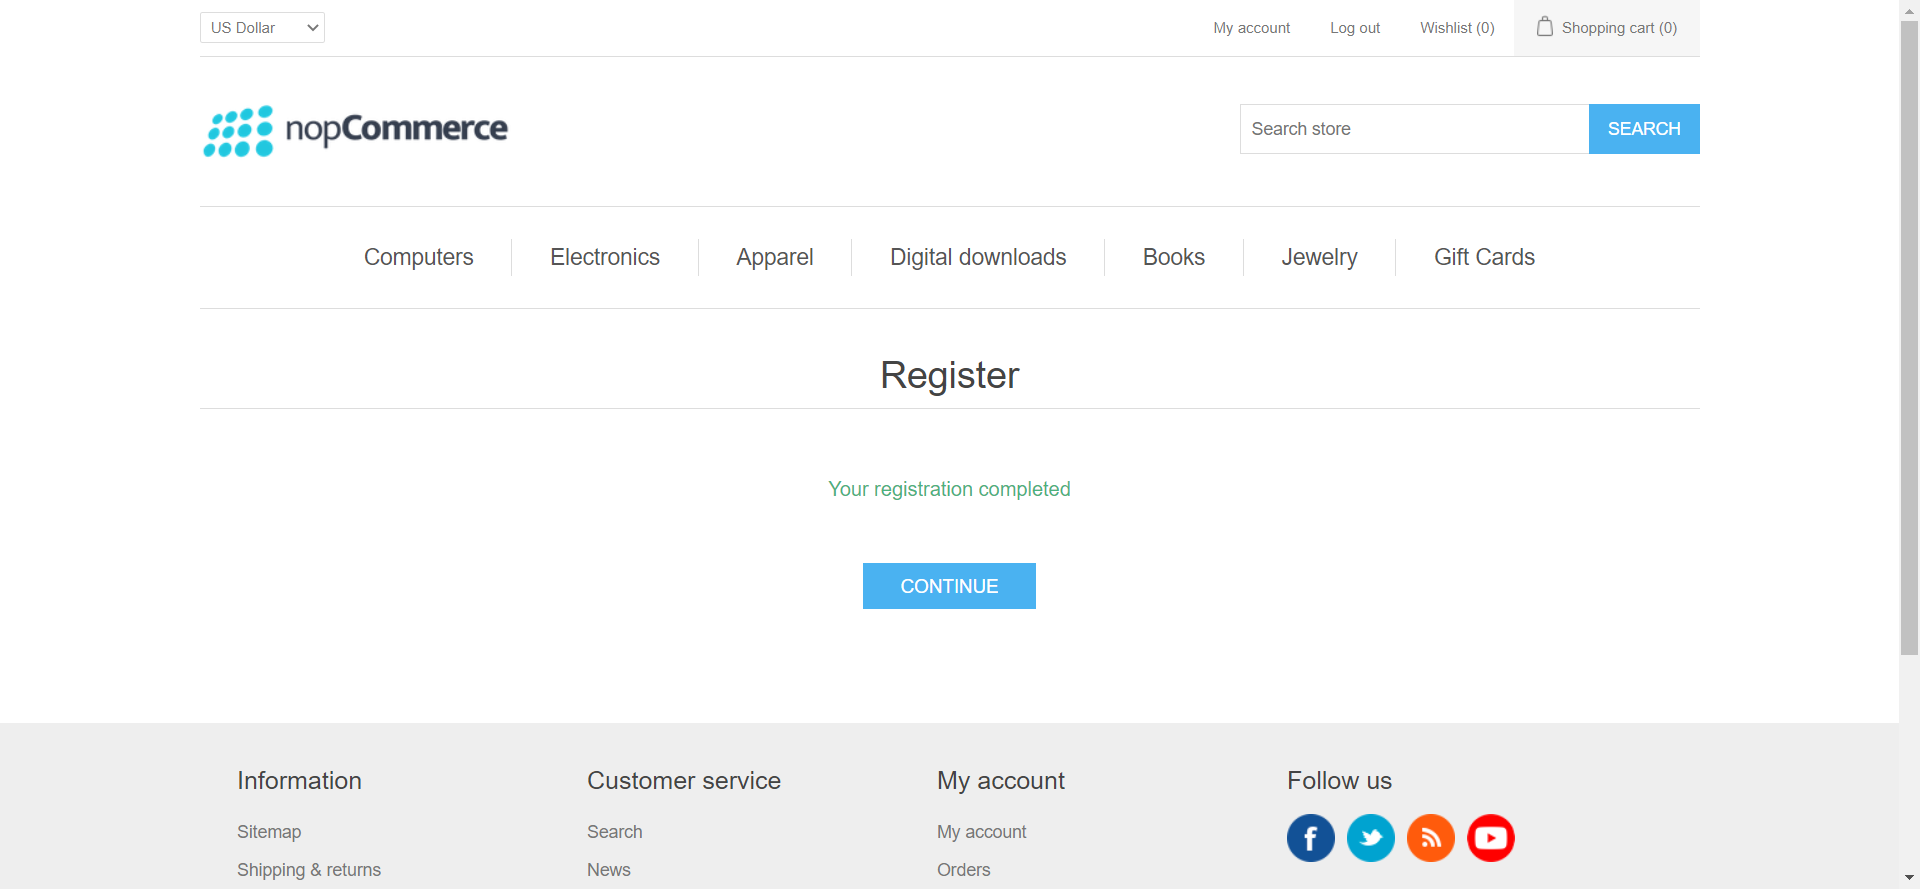 US Dollar
My account
Log out
Wishlist (0)
Shopping cart (0)
nopCommerce
Search store
SEARCH
Computers
Electronics
Apparel
Digital downloads
Books
Jewelry
Gift Cards
Register
Your registration completed
CONTINUE
Information
Customer service
My account
Follow us
Sitemap
Search
My account
Shipping & returns
News
Orders